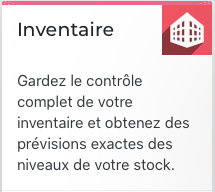 Inventaire
Gardez le contrôle
complet de votre
inventaire et obtenez des
prévisions exactes des
niveaux de votre stock.